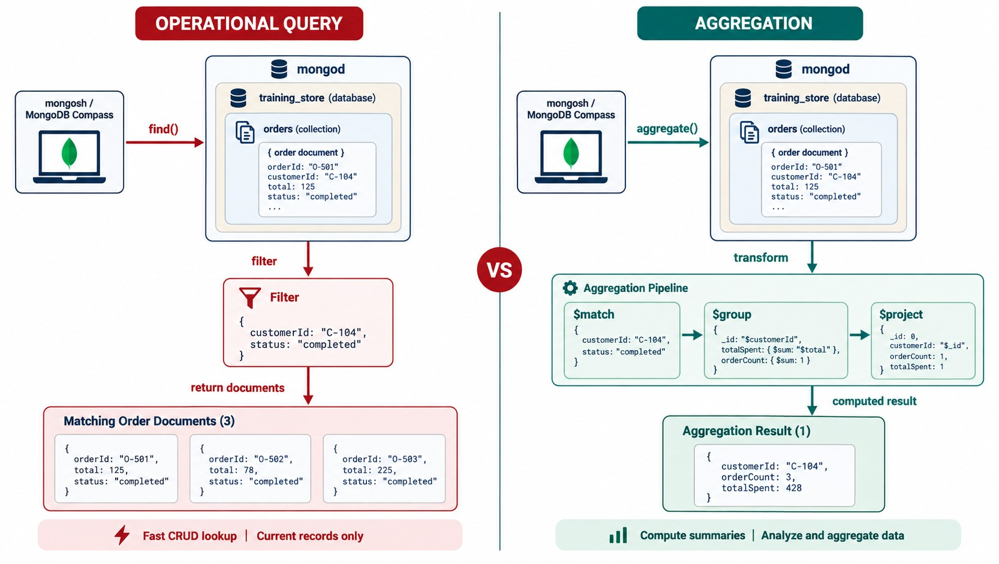 OPERATIONAL QUERY
mongosh /
MongoDB Compass
find()
mongod
training_store (database)
orders (collection)
{ order document }
orderId: "O-501"
customerId: "C-104"
total: 125
status: "completed"
...
filter
Filter
{
customerId: "C-104",
status: "completed"
}
return documents
Matching Order Documents (3)
{
orderId: "O-501",
total: 125,
status: "completed"
}
{
orderId: "O-502",
total: 78,
status: "completed"
}
{
orderId: "O-503",
total: 225,
status: "completed"
}
Fast CRUD lookup | Current records only
VS
AGGREGATION
mongosh /
MongoDB Compass
aggregate()
mongod
training_store (database)
orders (collection)
{ order document }
orderId: "O-501"
customerId: "C-104"
total: 125
status: "completed"
...
transform
Aggregation Pipeline
$match
{
customerId: "C-104",
status: "completed"
}
$group
{
_id: "$customerId",
totalSpent: { $sum: "$total" },
orderCount: { $sum: 1 }
}
$project
{
_id: 0,
customerId: "$_id",
orderCount: 1,
totalSpent: 1
}
computed result
Aggregation Result (1)
{
customerId: "C-104",
orderCount: 3,
totalSpent: 428
}
Compute summaries | Analyze and aggregate data